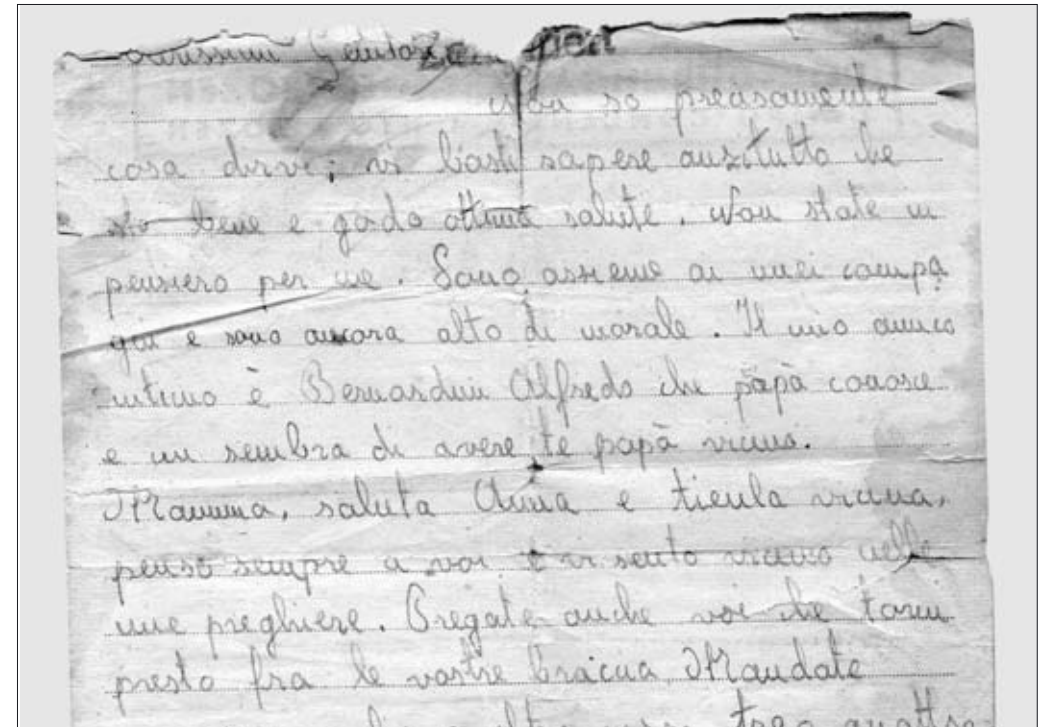 Carissimi Genitori
Non so precisamente
cosa dirvi; vi basti sapere anzitutto che
sto bene e godo ottima salute. Non state in
pensiero per me. Sono assieme ai miei compa
gni e sono ancora alto di morale. Il mio amico
intimo è Bernardini Alfredo che papà conosce
e mi sembra di avere te papà vicino.
Mamma, saluta Anna e tienla vicina,
penso sempre a voi e vi sento vicino nelle
mie preghiere. Pregate anche voi che torni
presto fra le vostre braccia Mandate